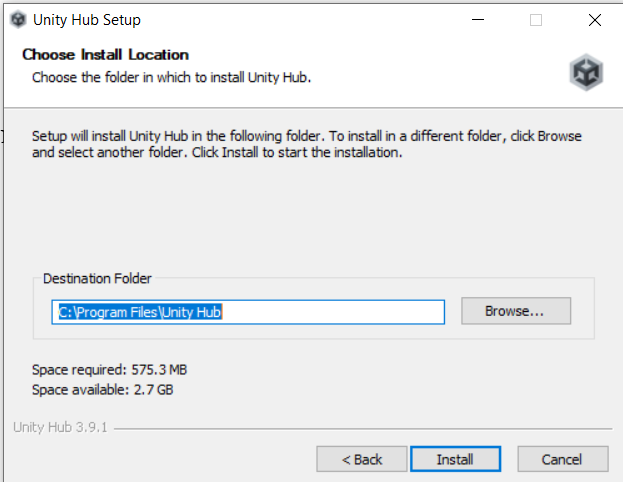 Unity Hub Setup
Choose Install Location
Choose the folder in which to install Unity Hub.
Setup will install Unity Hub in the following folder. To install in a different folder, click Browse
and select another folder. Click Install to start the installation.
Destination Folder
C:\Program Files\Unity Hub
Browse...
Space required: 575.3 MB
Space available: 2.7 GB
Unity Hub 3.9.1
< Back
Install
Cancel